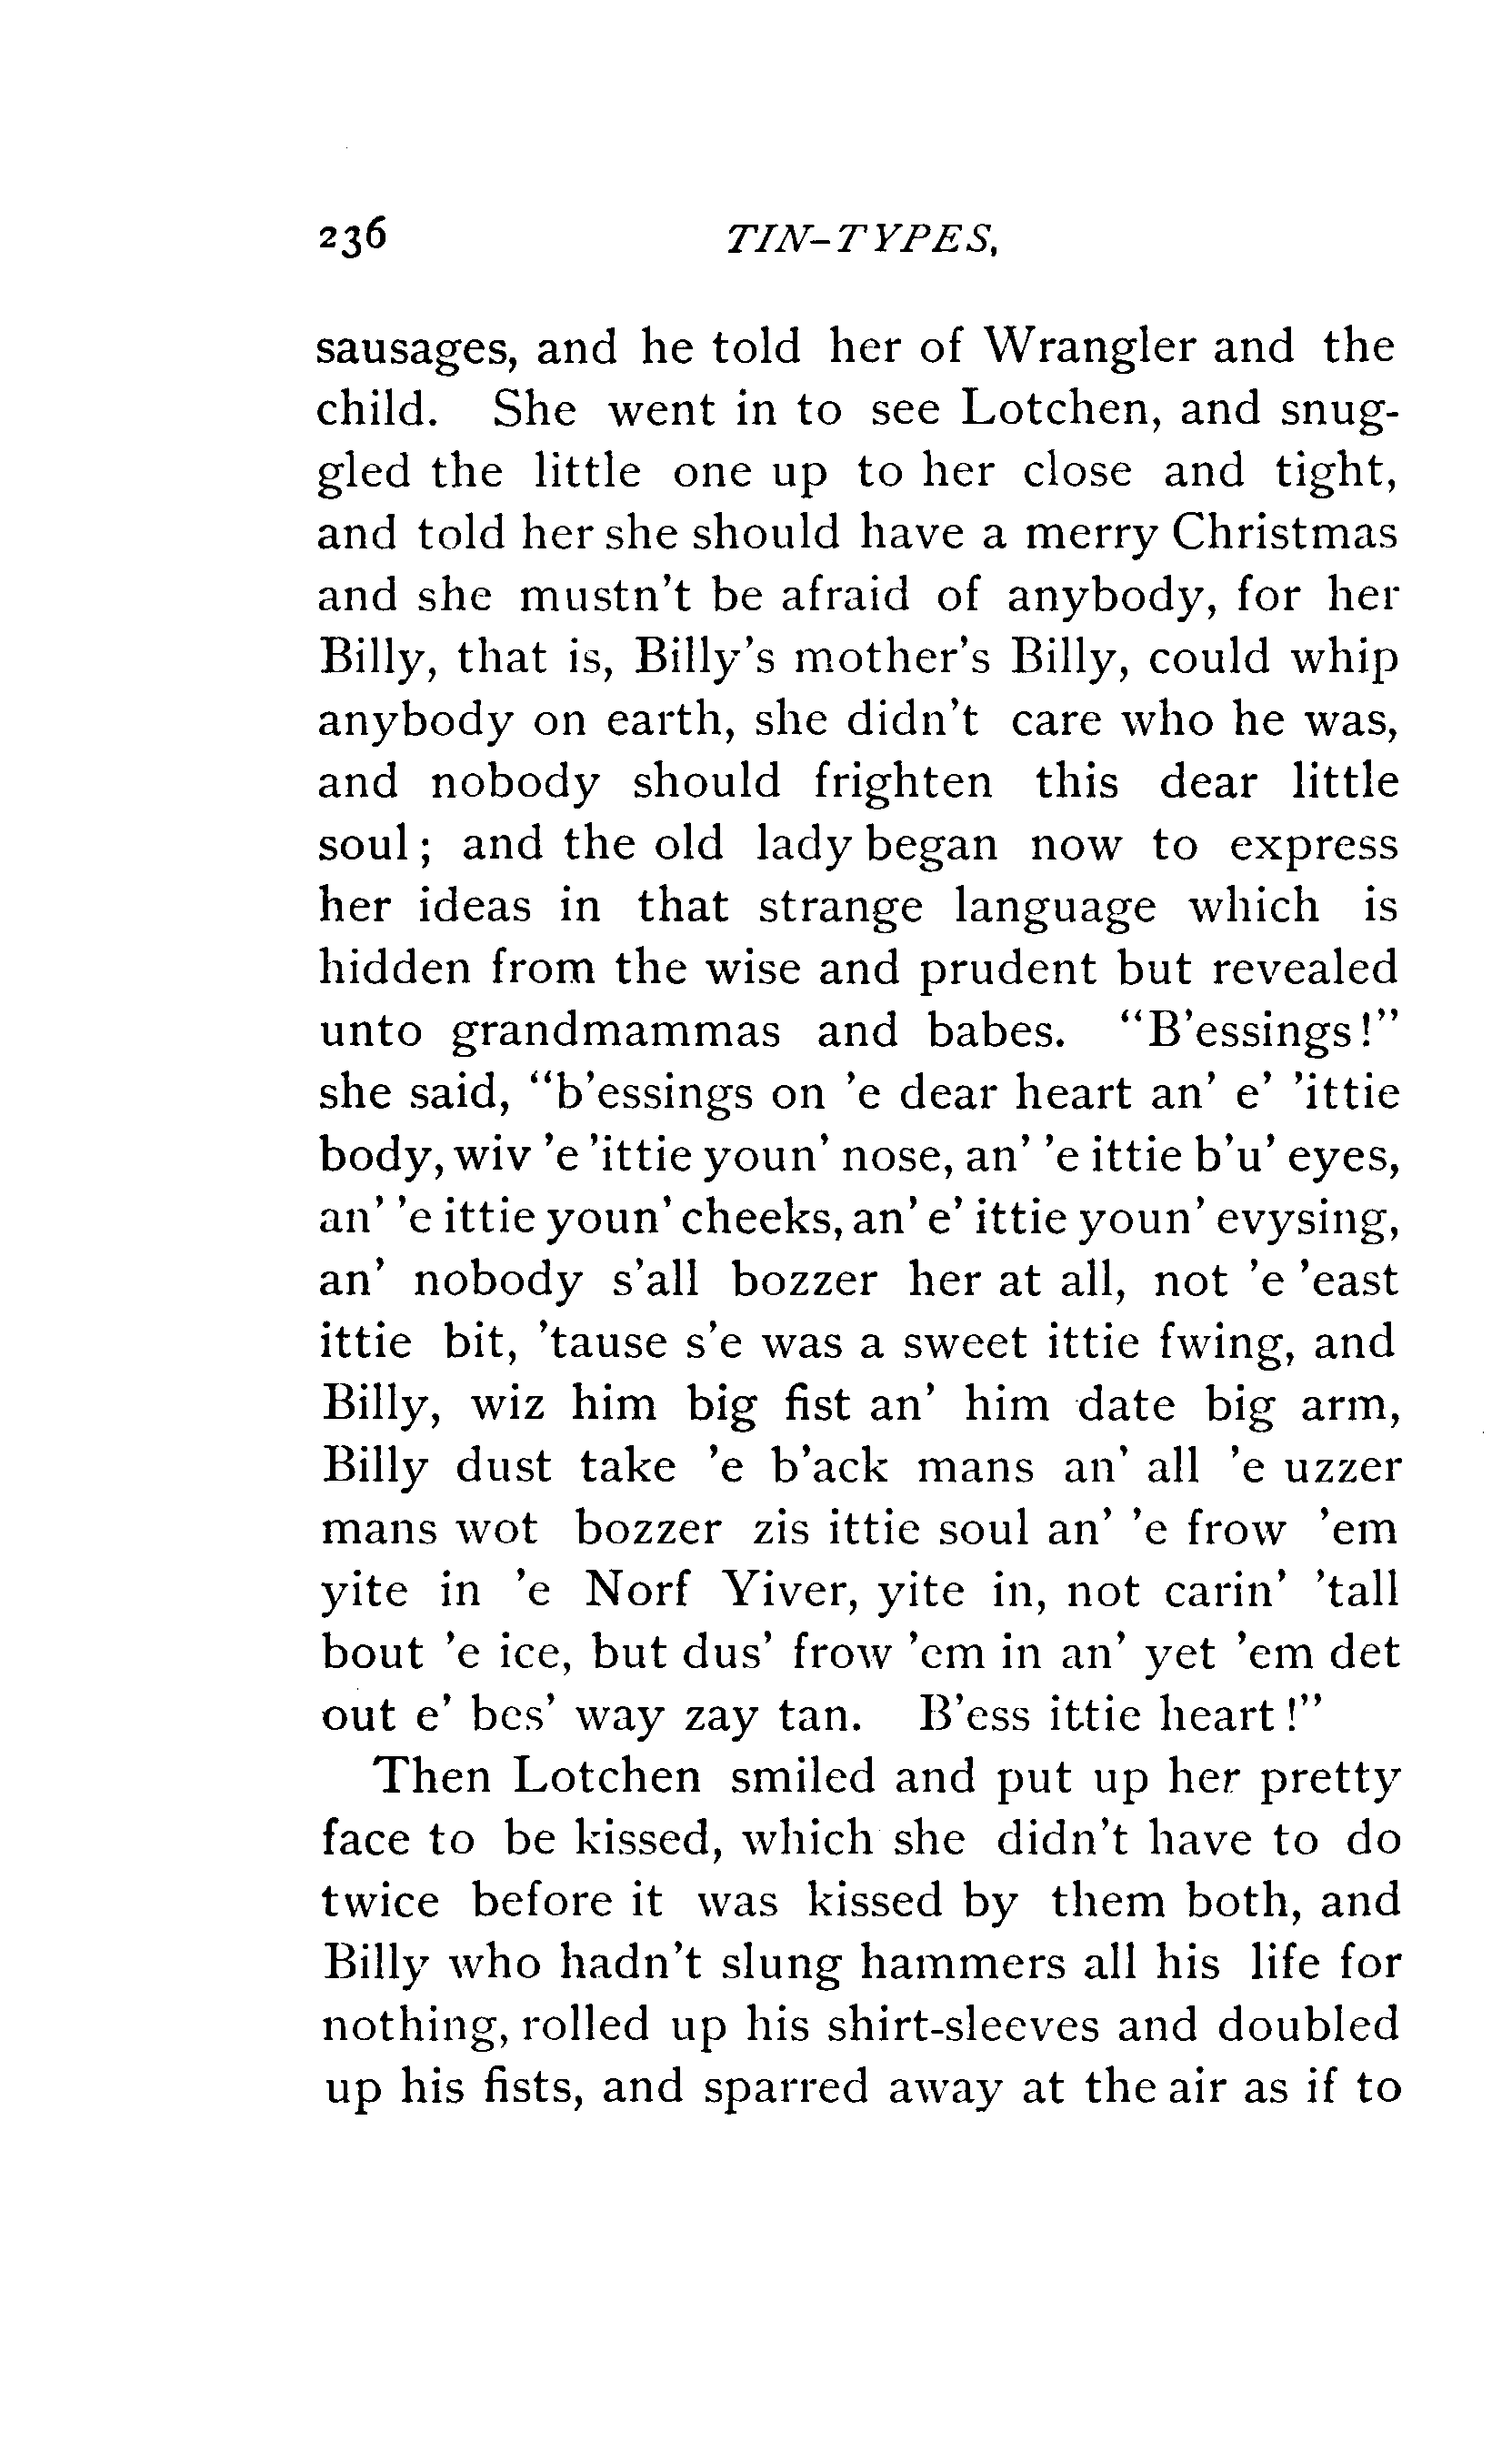 236 TIN-TYPES,
sausages, and he told her of Wrangler and the
child. She went in to see Lotchen, and snug-
gled the little one up to her close and tight,
and told her she should have a merry Christmas
and she mustn't be afraid of anybody, for her
Billy, that is, Billy's mother's Billy, could whip
anybody on earth, she didn't care who he was,
and nobody should frighten this dear little
soul; and the old lady began now to express
her ideas in that strange language which is
hidden from the wise and prudent but revealed
unto grandmammas and babes. "B'essings!"
she said, "b'essings on 'e dear heart an' e' 'ittie
body, wiv 'e 'ittie youn' nose, an' 'e ittie b'u' eyes,
an' 'e ittie youn' cheeks, an' e' ittie youn' evysing,
an' nobody s'all bozzer her at all, not 'e 'east
ittie bit, 'tause s'e was a sweet ittie fwing, and
Billy, wiz him big fist an' him date big arm,
Billy dust take 'e b'ack mans an' all 'e uzzer
mans wot bozzer zis ittie soul an' 'e frow 'em
yite in 'e Norf Yiver, yite in, not carin' 'tall
bout 'e ice, but dus' frow 'em in an' yet 'em det
out e' bes' way zay tan. B'ess ittie heart!"
Then Lotchen smiled and put up her pretty
face to be kissed, which she didn't have to do
twice before it was kissed by them both, and
Billy who hadn't slung hammers all his life for
nothing, rolled up his shirt-sleeves and doubled
up his fists, and sparred away at the air as if to